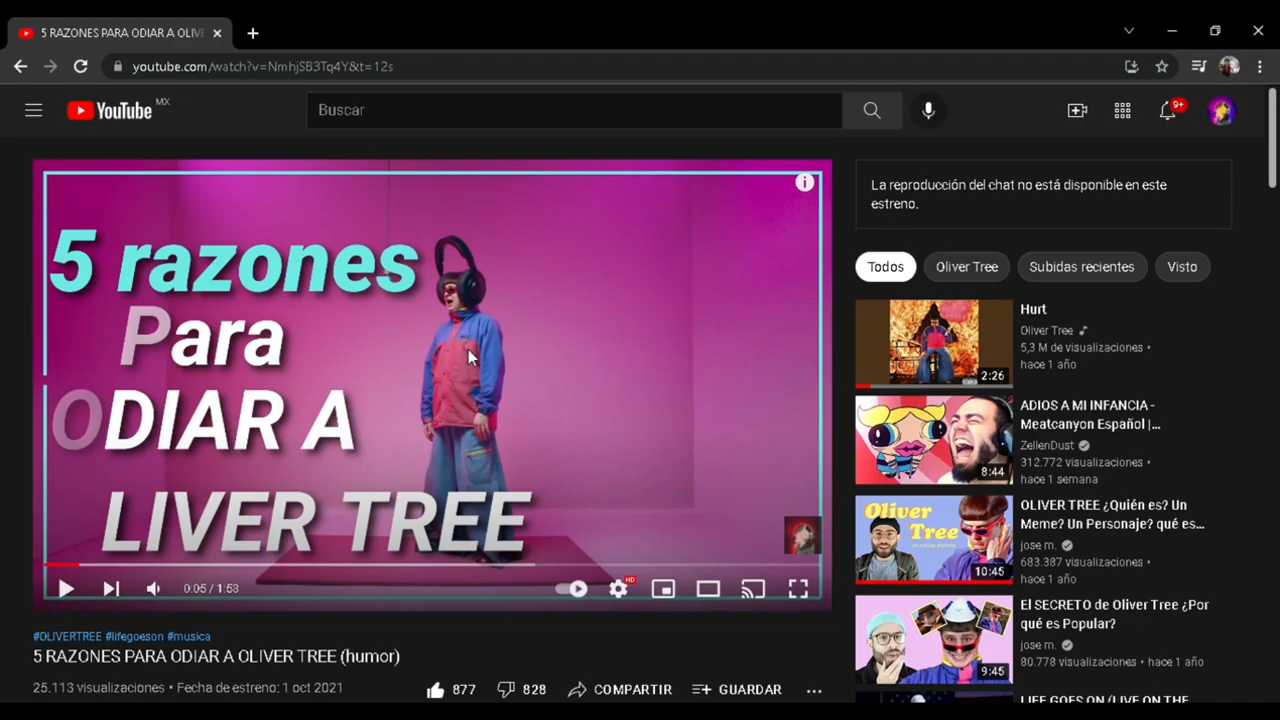 5 RAZONES PARA ODIAR A OLIVE
youtube.com/watch?v=NmhjSB3Tq4Y&t=12s
YouTube MX
Buscar
9+
5 razones
Para
ODIAR A
LIVER TREE
0:05 / 1:53
HD
#OLIVERTREE #lifegoeson #musica
5 RAZONES PARA ODIAR A OLIVER TREE (humor)
25.113 visualizaciones • Fecha de estreno: 1 oct 2021
877
828
COMPARTIR
GUARDAR
La reproducción del chat no está disponible en este
estreno.
Todos
Oliver Tree
Subidas recientes
Visto
2:26
Hurt
Oliver Tree
5,3 M de visualizaciones •
hace 1 año
8:44
ADIOS A MI INFANCIA -
Meatcanyon Español |...
ZellenDust
312.772 visualizaciones •
hace 1 semana
Oliver
Tree
10:45
OLIVER TREE ¿Quién es? Un
Meme? Un Personaje? qué es...
jose m.
683.387 visualizaciones •
hace 1 año
9:45
El SECRETO de Oliver Tree ¿Por
qué es Popular?
jose m.
80.778 visualizaciones • hace 1 año
LIFE GOES ON (LIVE ON THE